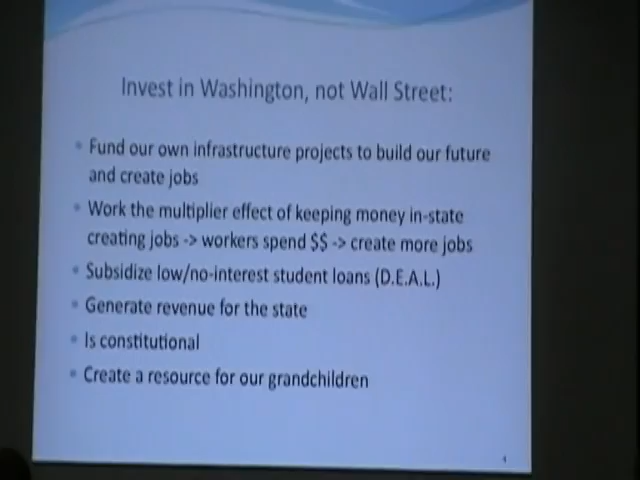 Invest in Washington, not Wall Street:
Fund our own infrastructure projects to build our future
and create jobs
Work the multiplier effect of keeping money in-state
creating jobs -> workers spend $$ -> create more jobs
Subsidize low/no-interest student loans (D.E.A.L.)
Generate revenue for the state
Is constitutional
Create a resource for our grandchildren
4